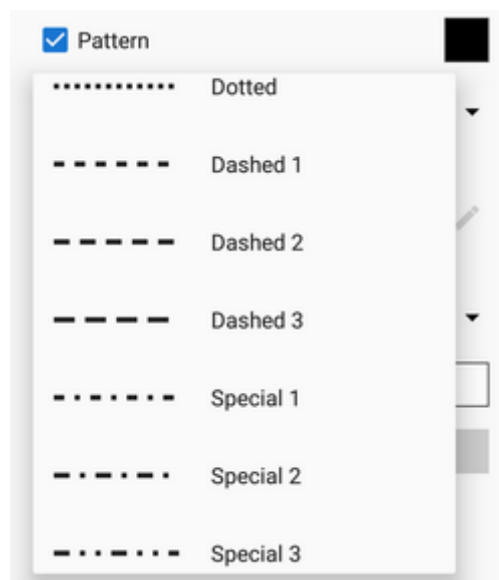 Pattern
Dotted
Dashed 1
Dashed 2
Dashed 3
Special 1
Special 2
Special 3